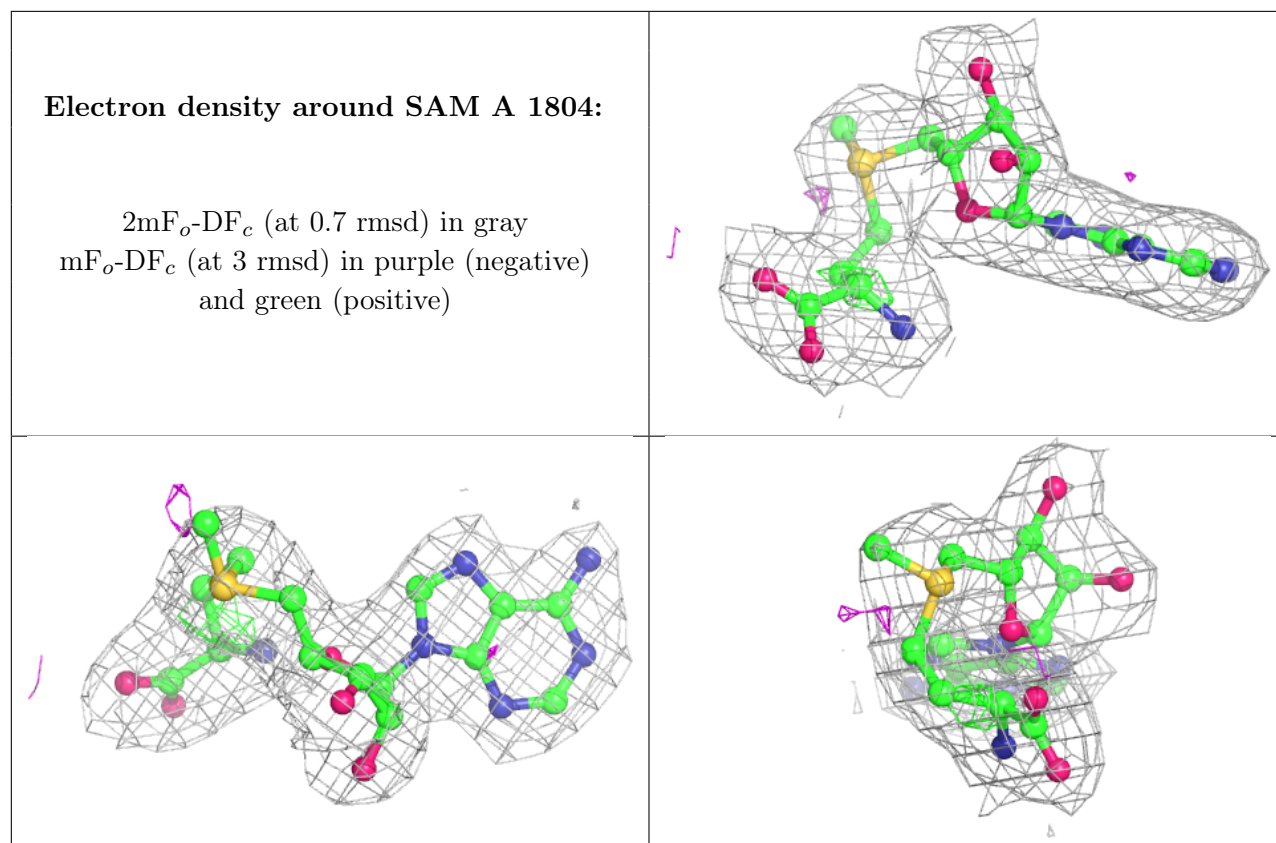 Electron density around SAM A 1804:
2mFo-DFc (at 0.7 rmsd) in gray
mFo-DFc (at 3 rmsd) in purple (negative)
and green (positive)